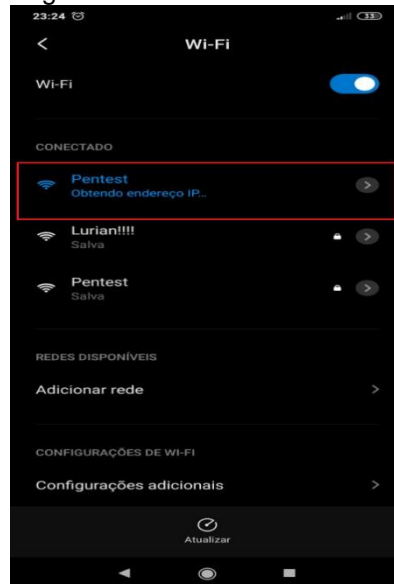 23:24
33
Wi-Fi
Wi-Fi
CONECTADO
Pentest
Obtendo endereço IP...
Lurian!!!!
Salva
Pentest
Salva
REDES DISPONÍVEIS
Adicionar rede
CONFIGURAÇÕES DE WI-FI
Configurações adicionais
Atualizar